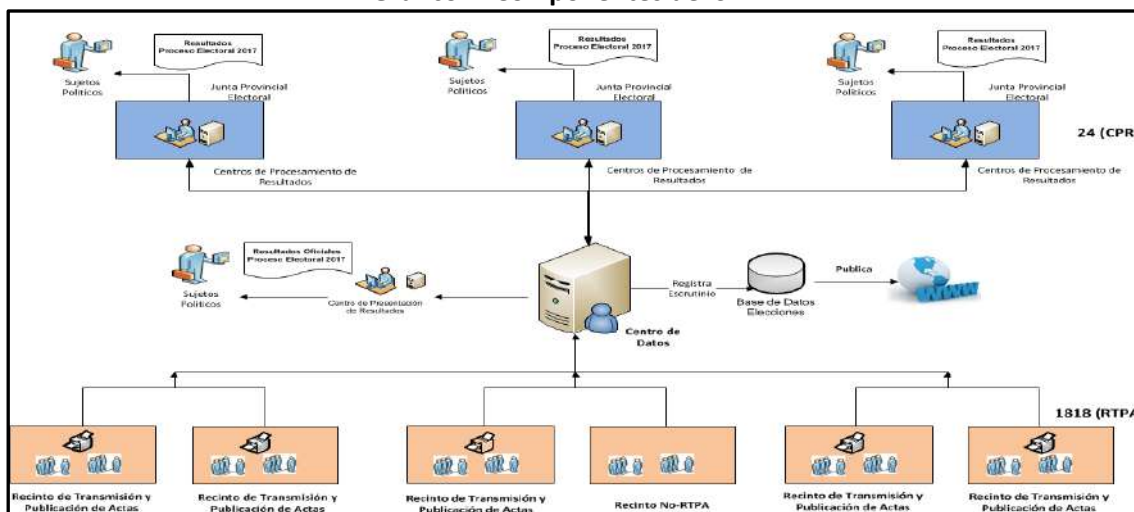 Resultados
Proceso Electoral 2017
Sujetos
Políticos
Junta Provincial
Electoral
Centros de Procesamiento de
Resultados
Resultados
Proceso Electoral 2017
Sujetos
Políticos
Junta Provincial
Electoral
Centros de Procesamiento de
Resultados
Resultados
Proceso Electoral 2017
Sujetos
Políticos
Junta Provincial
Electoral
Centros de Procesamiento de
Resultados
24 (CPR
Resultados Oficiales
Proceso Electoral 2017
Sujetos
Políticos
Centro de Presentación
de Resultados
Centro de
Datos
Registra
Escrutinio
Base de Datos
Elecciones
Publica
www
1818 (RTPA
Recinto de Transmisión y
Publicación de Actas
Recinto de Transmisión y
Publicación de Actas
Recinto de Transmisión y
Publicación de Actas
Recinto No-RTPA
Recinto de Transmisión y
Publicación de Actas
Recinto de Transmisión y
Publicación de Actas